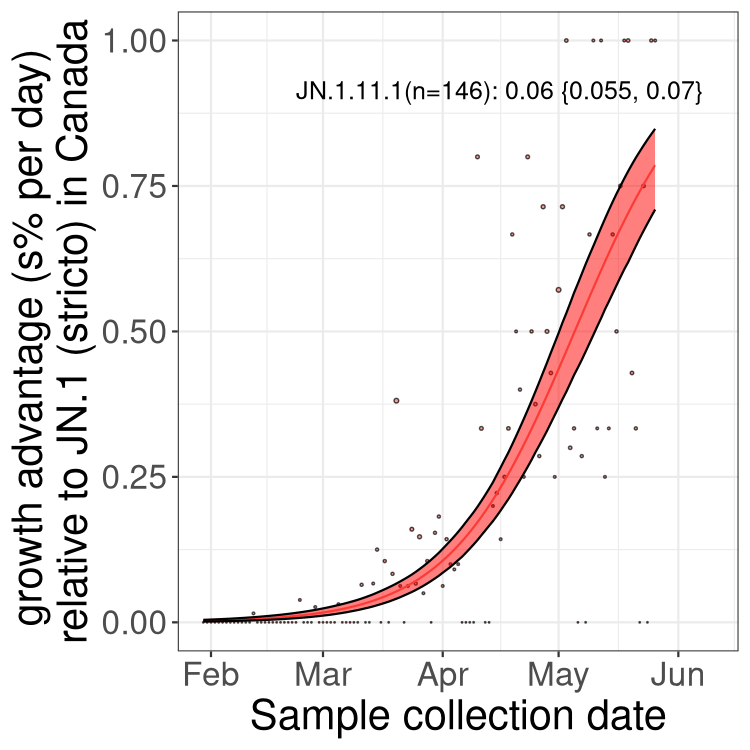 growth advantage (s% per day)
relative to JN.1 (stricto) in Canada
1.00
0.75
0.50
0.25
0.00
JN.1.11.1(n=146): 0.06 {0.055, 0.07}
Feb Mar Apr May Jun
Sample collection date